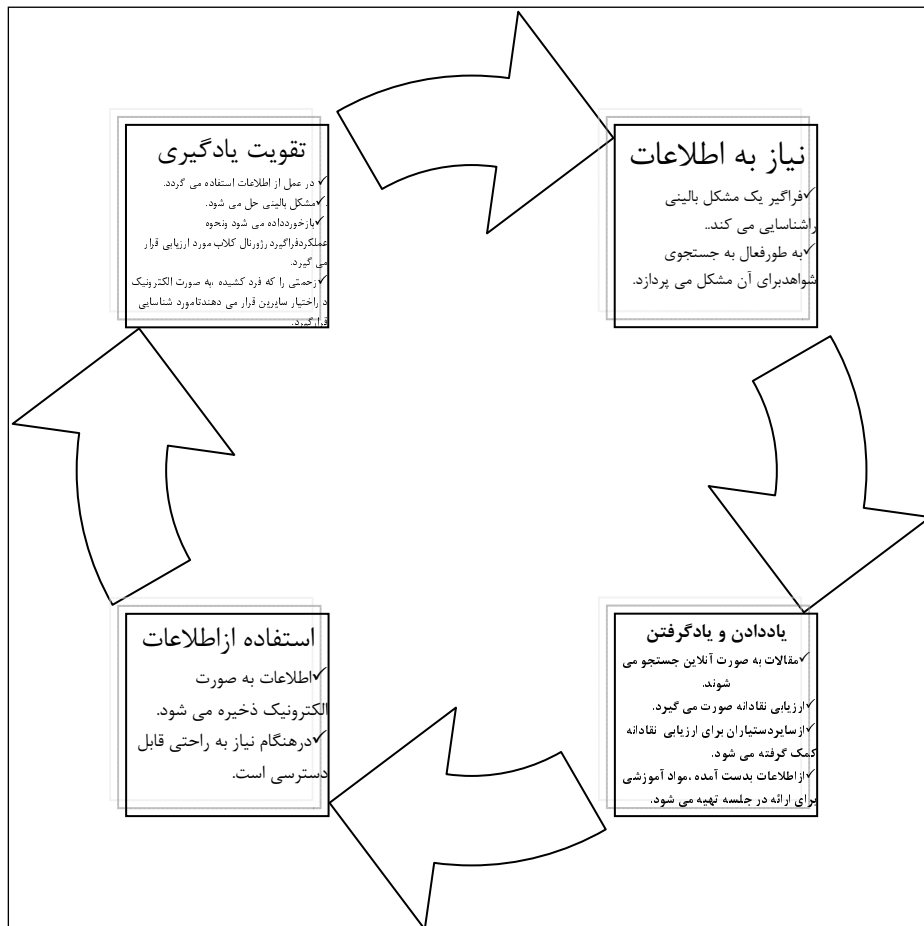 نیاز به اطلاعات
✓فراگیر یک مشکل بالینی
راشناسایی می کند..
✓به طورفعال به جستجوی
شواهدبرای آن مشکل می پردازد.
تقویت یادگیری
✓ در عمل از اطلاعات استفاده می گردد.
.✓مشکل بالینی حل می شود.
✓بازخوردداده می شود ونحوه
عملکردفراگیردرژورنال کلاب مورد ارزیابی قرار
می گیرد.
✓زحمتی را که فرد کشیده ،به صورت الکترونیک
د راختیار سایرین قرار می دهندتامورد شناسایی
قرارگیرد.
یاددادن و یادگرفتن
✓مقالات به صورت آنلاین جستجو می
شوند.
✓ارزیابی نقادانه صورت می گیرد.
✓ازسایردستیاران برای ارزیابی نقادانه
کمک گرفته می شود.
✓ازاطلاعات بدست آمده ،مواد آموزشی
برای ارائه در جلسه تهیه می شود.
استفاده ازاطلاعات
✓اطلاعات به صورت
الکترونیک ذخیره می شود.
✓درهنگام نیاز به راحتی قابل
دسترسی است.